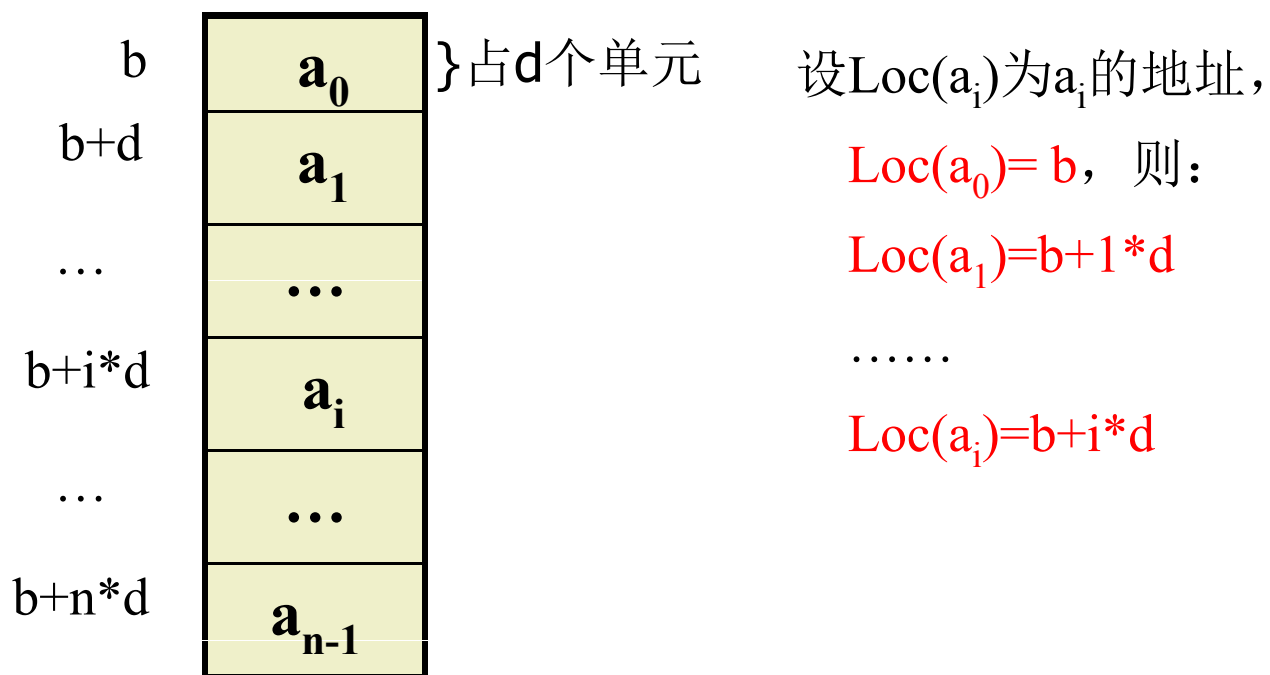 b
a₀
}占d个单元
设Loc(aᵢ)为aᵢ的地址，
b+d
a₁
Loc(a₀)= b，则：
…
…
Loc(a₁)=b+1*d
b+i*d
aᵢ
……
Loc(aᵢ)=b+i*d
…
…
b+n*d
aₙ₋₁